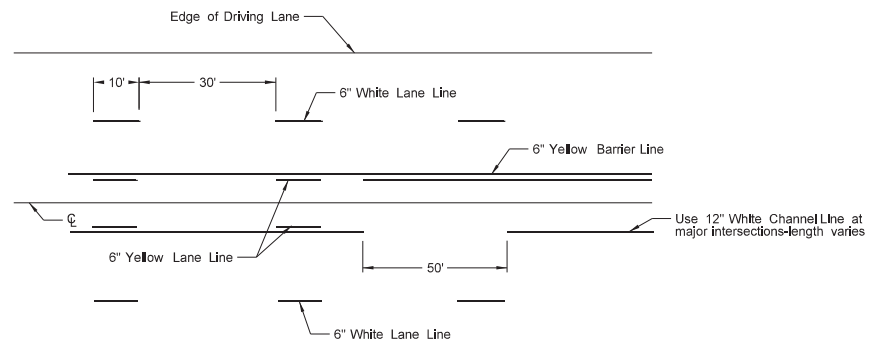 Edge of Driving Lane
10'
30'
6" White Lane Line
6" Yellow Barrier Line
℄
Use 12" White Channel Line at
major intersections-length varies
6" Yellow Lane Line
50'
6" White Lane Line